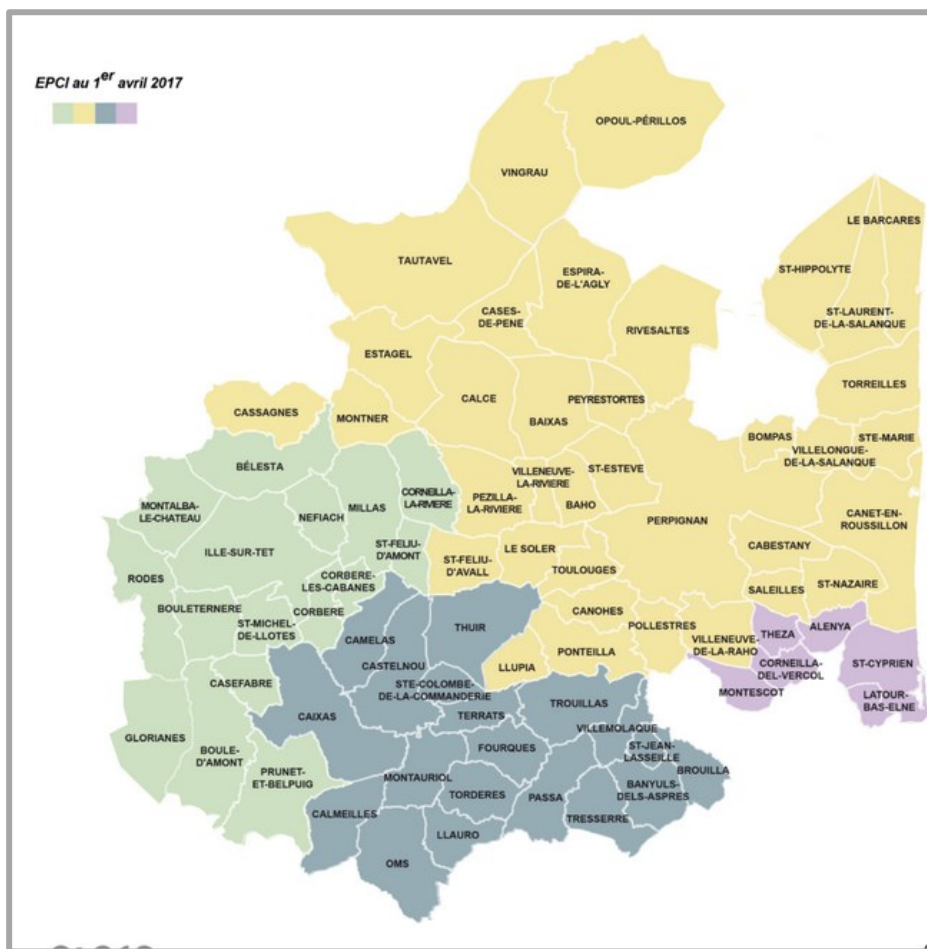 EPCI au 1er avril 2017
OPOUL-PÉRILLOS
VINGRAU
LE BARCARES
TAUTAVEL
ST-HIPPOLYTE
ESPIRA-
DE-L'AGLY
CASES-
DE-PENE
ST-LAURENT-
DE-LA-SALANQUE
RIVESALTES
ESTAGEL
TORREILLES
CALCE
PEYRESTORTES
CASSAGNES
MONTNER
BAIXAS
BOMPAS
STE-MARIE
VILLELONGUE-
DE-LA-SALANQUE
BÉLESTA
CORNEILLA-
LA-RIVIERE
VILLENEUVE-
LA-RIVIERE
ST-ESTEVE
PEZILLA-
LA-RIVIERE
BAHO
MONTALBA-
LE-CHATEAU
NEFIACH
MILLAS
PERPIGNAN
CANET-EN-
ROUSSILLON
ILLE-SUR-TET
ST-FELIU-
D'AMONT
LE SOLER
CABESTANY
ST-FELIU-
D'AVALL
TOULOUGES
RODES
CORBERE-
LES-CABANES
SALEILLES
ST-NAZAIRE
BOULETERNERE
CORBERE
CANOHES
ST-MICHEL-
DE-LLOTES
THUIR
POLLESTRES
ALENYA
CAMELAS
THEZA
VILLENEUVE-
DE-LA-RAHO
PONTEILLA
CASTELNOU
LLUPIA
CORNEILLA-
DEL-VERCOL
ST-CYPRIEN
CASEFABRE
STE-COLOMBE-
DE-LA-COMMANDERIE
MONTESCOT
TROUILLAS
LATOUR-
BAS-ELNE
CAIXAS
TERRATS
VILLEMOLAQUE
GLORIANES
BOULE-
D'AMONT
FOURQUES
ST-JEAN-
LASSEILLE
PRUNET-
ET-BELPUIG
MONTAURIOL
BROUILLA
TORDERES
PASSA
BANYULS-
DELS-ASPRES
CALMEILLES
TRESSERRE
LLAURO
OMS